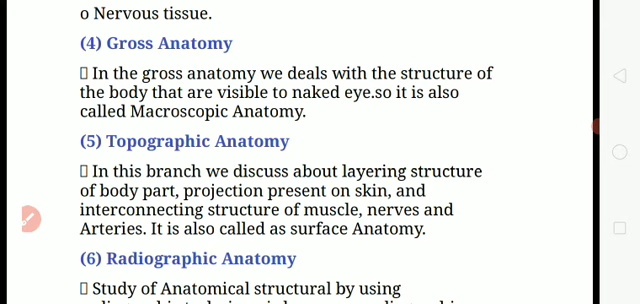 o Nervous tissue.
(4) Gross Anatomy
▯ In the gross anatomy we deals with the structure of
the body that are visible to naked eye.so it is also
called Macroscopic Anatomy.
(5) Topographic Anatomy
▯ In this branch we discuss about layering structure
of body part, projection present on skin, and
interconnecting structure of muscle, nerves and
Arteries. It is also called as surface Anatomy.
(6) Radiographic Anatomy
▯ Study of Anatomical structural by using